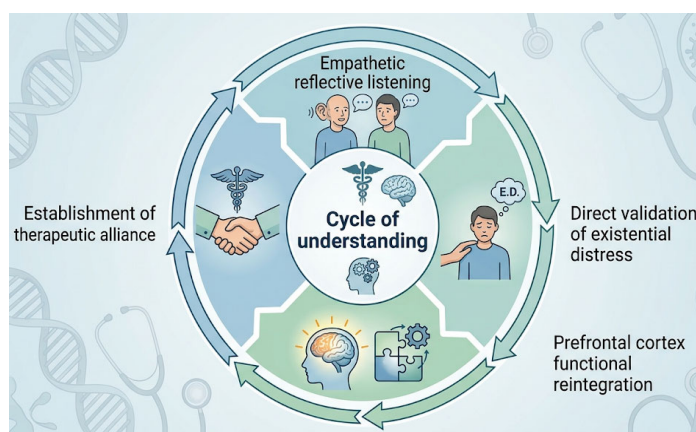 Empathetic
reflective listening
E.D.
Cycle of
understanding
Establishment of
therapeutic alliance
Direct validation
of existential
distress
Prefrontal cortex
functional
reintegration